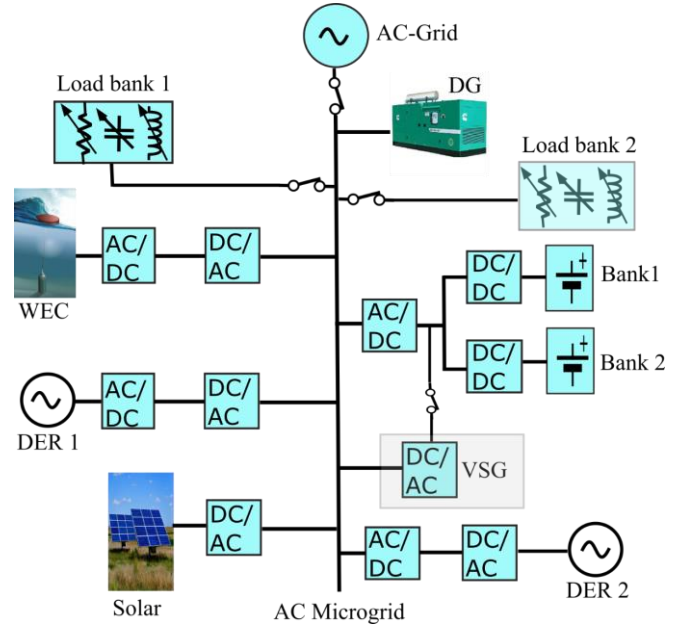 AC-Grid
Load bank 1
DG
Load bank 2
AC/
DC
DC/
AC
WEC
DC/
DC
Bank1
AC/
DC
DC/
DC
Bank 2
AC/
DC
DC/
AC
DER 1
DC/
AC
VSG
DC/
AC
Solar
AC/
DC
DC/
AC
DER 2
AC Microgrid